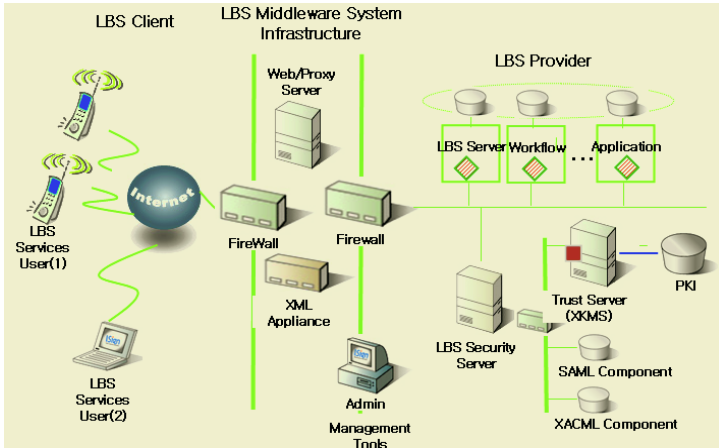 LBS Client
LBS Middleware System
Infrastructure
LBS Provider
Web/Proxy
Server
LBS Server
Workflow
...
Application
Internet
LBS
Services
User(1)
FireWall
Firewall
XML
Appliance
Trust Server
(XKMS)
PKI
LBS Security
Server
SAML Component
XACML Component
iSign
LBS
Services
User(2)
iSign
Admin
Management
Tools